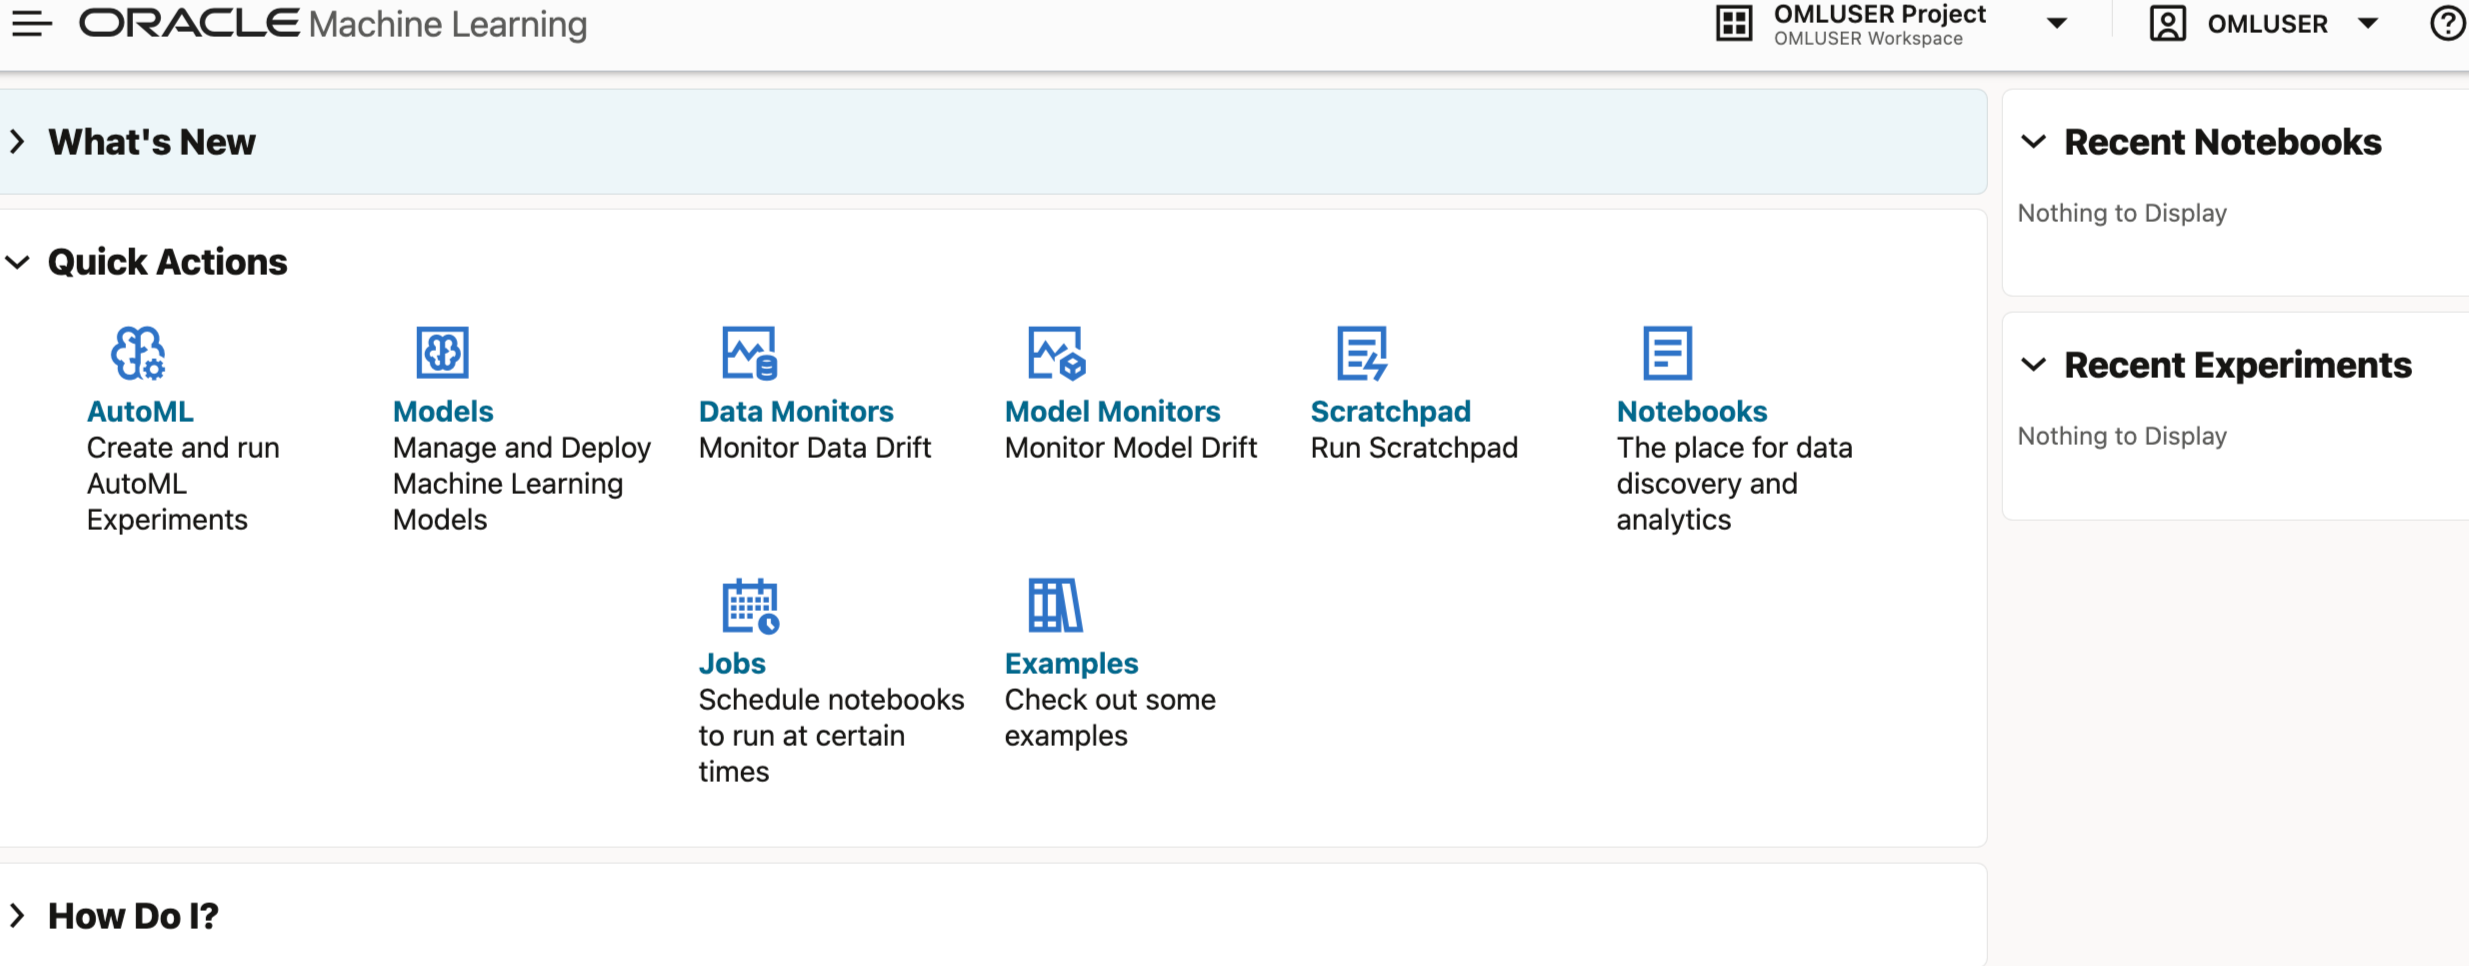 ORACLE Machine Learning
OMLUSER Project
OMLUSER Workspace
OMLUSER
?
What's New
Quick Actions
AutoML
Create and run
AutoML
Experiments
Models
Manage and Deploy
Machine Learning
Models
Data Monitors
Monitor Data Drift
Model Monitors
Monitor Model Drift
Scratchpad
Run Scratchpad
Notebooks
The place for data
discovery and
analytics
Jobs
Schedule notebooks
to run at certain
times
Examples
Check out some
examples
How Do I?
Recent Notebooks
Nothing to Display
Recent Experiments
Nothing to Display